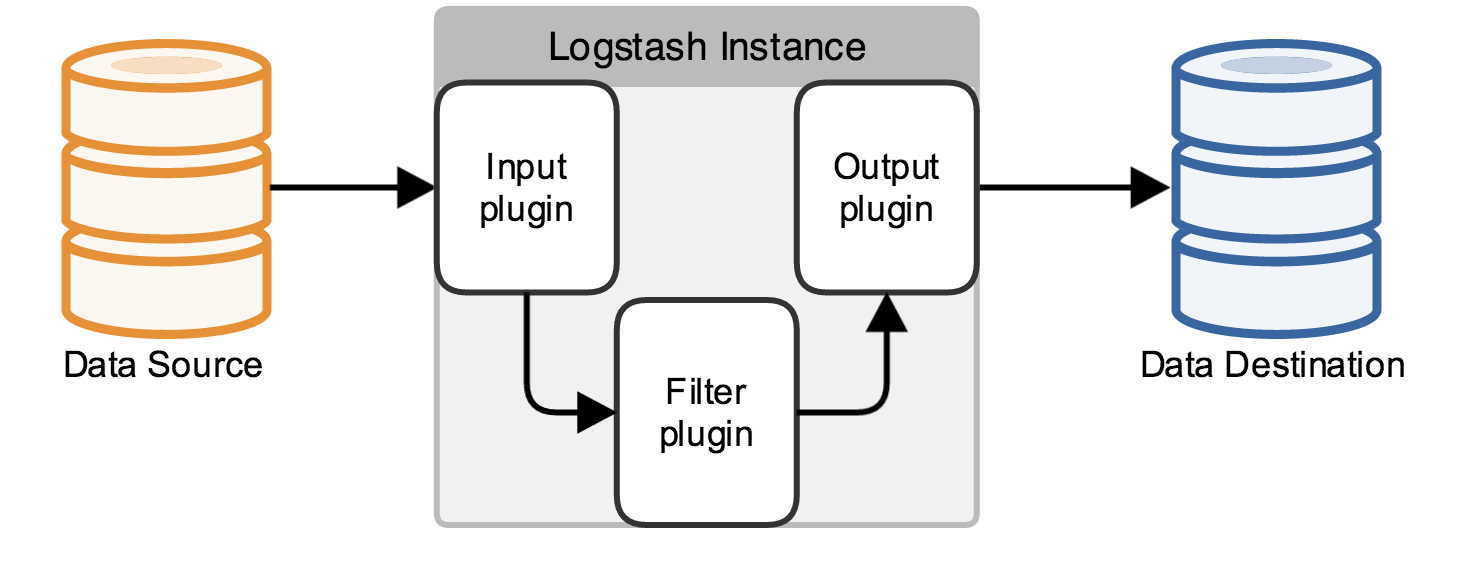 Logstash Instance
Input
plugin
Output
plugin
Data Source
Data Destination
Filter
plugin